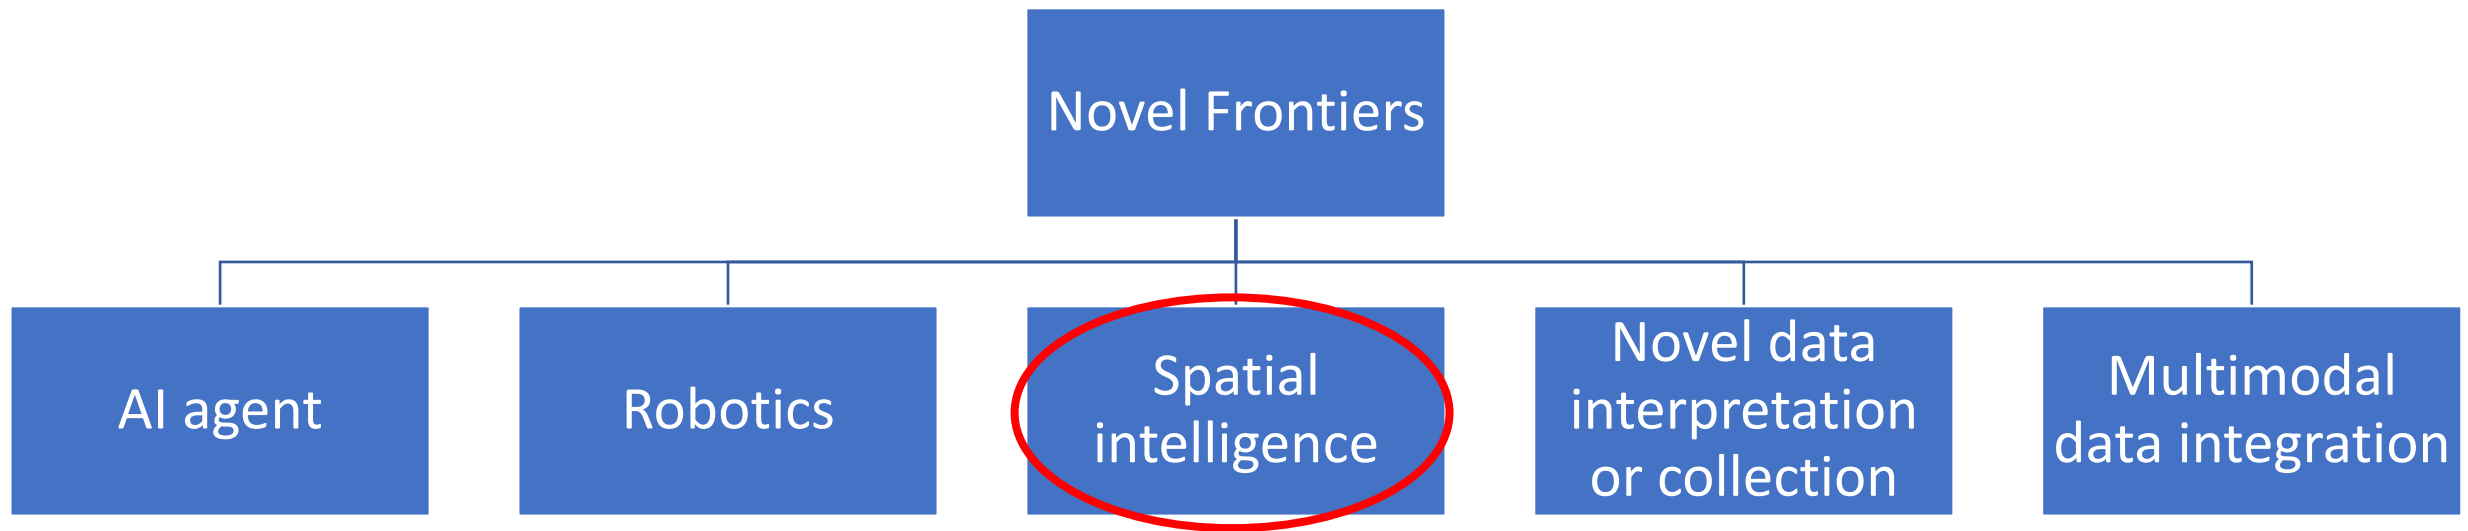 Novel Frontiers
AI agent
Robotics
Spatial
intelligence
Novel data
interpretation
or collection
Multimodal
data integration